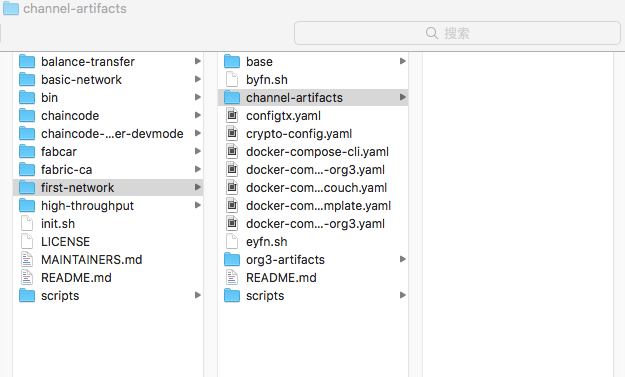 channel-artifacts
搜索
balance-transfer
basic-network
bin
chaincode
chaincode-...er-devmode
fabcar
fabric-ca
first-network
high-throughput
init.sh
LICENSE
MAINTAINERS.md
README.md
scripts
base
byfn.sh
channel-artifacts
configtx.yaml
crypto-config.yaml
docker-compose-cli.yaml
docker-com...-org3.yaml
docker-com...couch.yaml
docker-com...mplate.yaml
docker-com...-org3.yaml
eyfn.sh
org3-artifacts
README.md
scripts